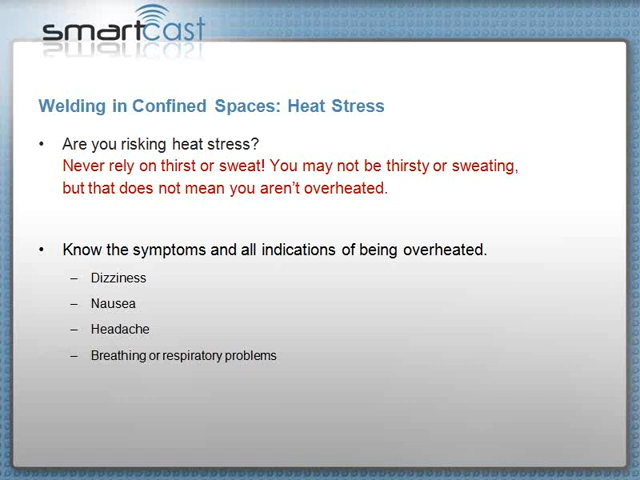 smartcast
Welding in Confined Spaces: Heat Stress
• Are you risking heat stress?
Never rely on thirst or sweat! You may not be thirsty or sweating,
but that does not mean you aren't overheated.
• Know the symptoms and all indications of being overheated.
– Dizziness
– Nausea
– Headache
– Breathing or respiratory problems